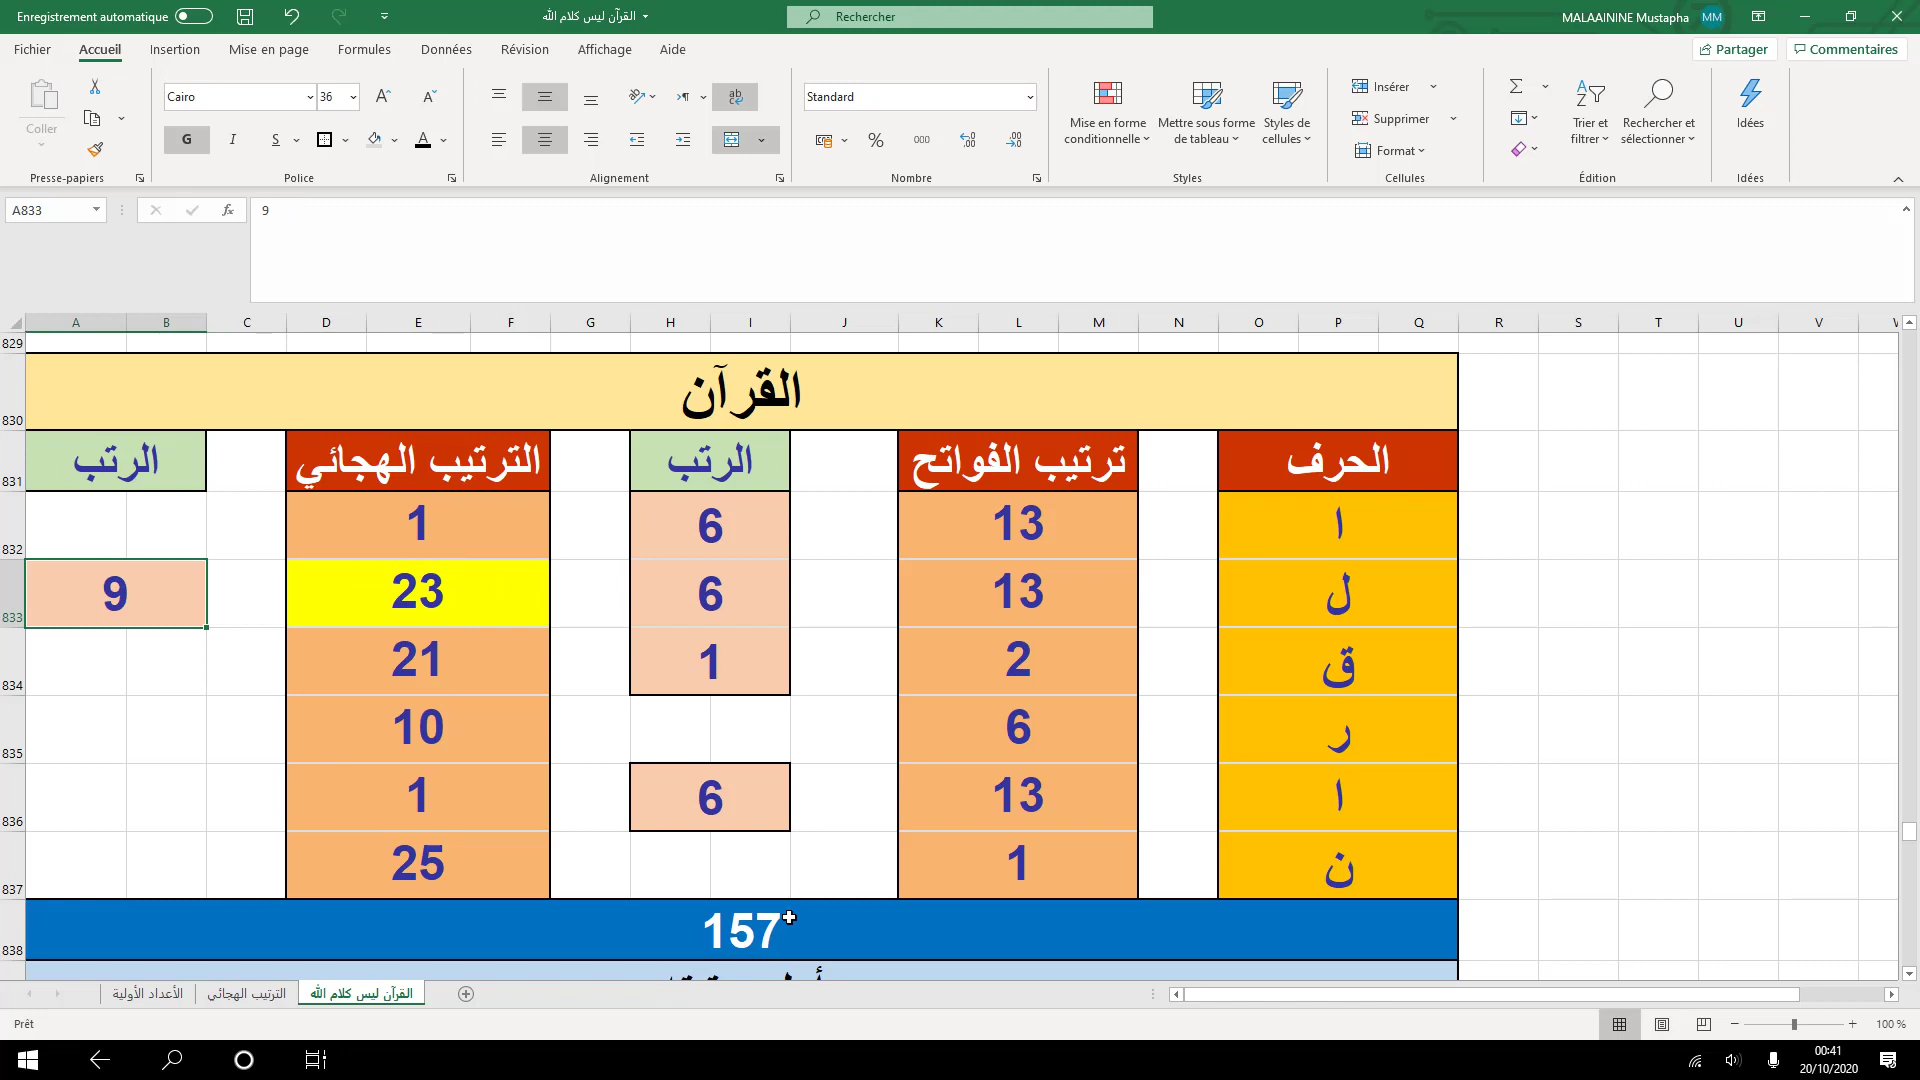 Enregistrement automatique
القرآن ليس كلام الله
Rechercher
MALAAININE Mustapha MM
Fichier Accueil Insertion Mise en page Formules Données Révision Affichage Aide
Partager Commentaires
Coller
Presse-papiers
Cairo 36
G I S
Police
Alignement
Standard
% 000
Nombre
Mise en forme conditionnelle
Mettre sous forme de tableau
Styles de cellules
Styles
Insérer
Supprimer
Format
Cellules
Trier et filtrer
Rechercher et sélectionner
Édition
Idées
Idées
A833 fx 9
A B C D E F G H I J K L M N O P Q R S T U V
829
830 القرآن
831 الحرف ترتيب الفواتح الرتب الترتيب الهجائي الرتب
832 ا 13 6 1
833 ل 13 6 23 9
834 ق 2 1 21
835 ر 6 10
836 ا 13 6 1
837 ن 1 25
838 157
الأعداد الأولية الترتيب الهجائي القرآن ليس كلام الله
Prêt
100 %
00:41
20/10/2020